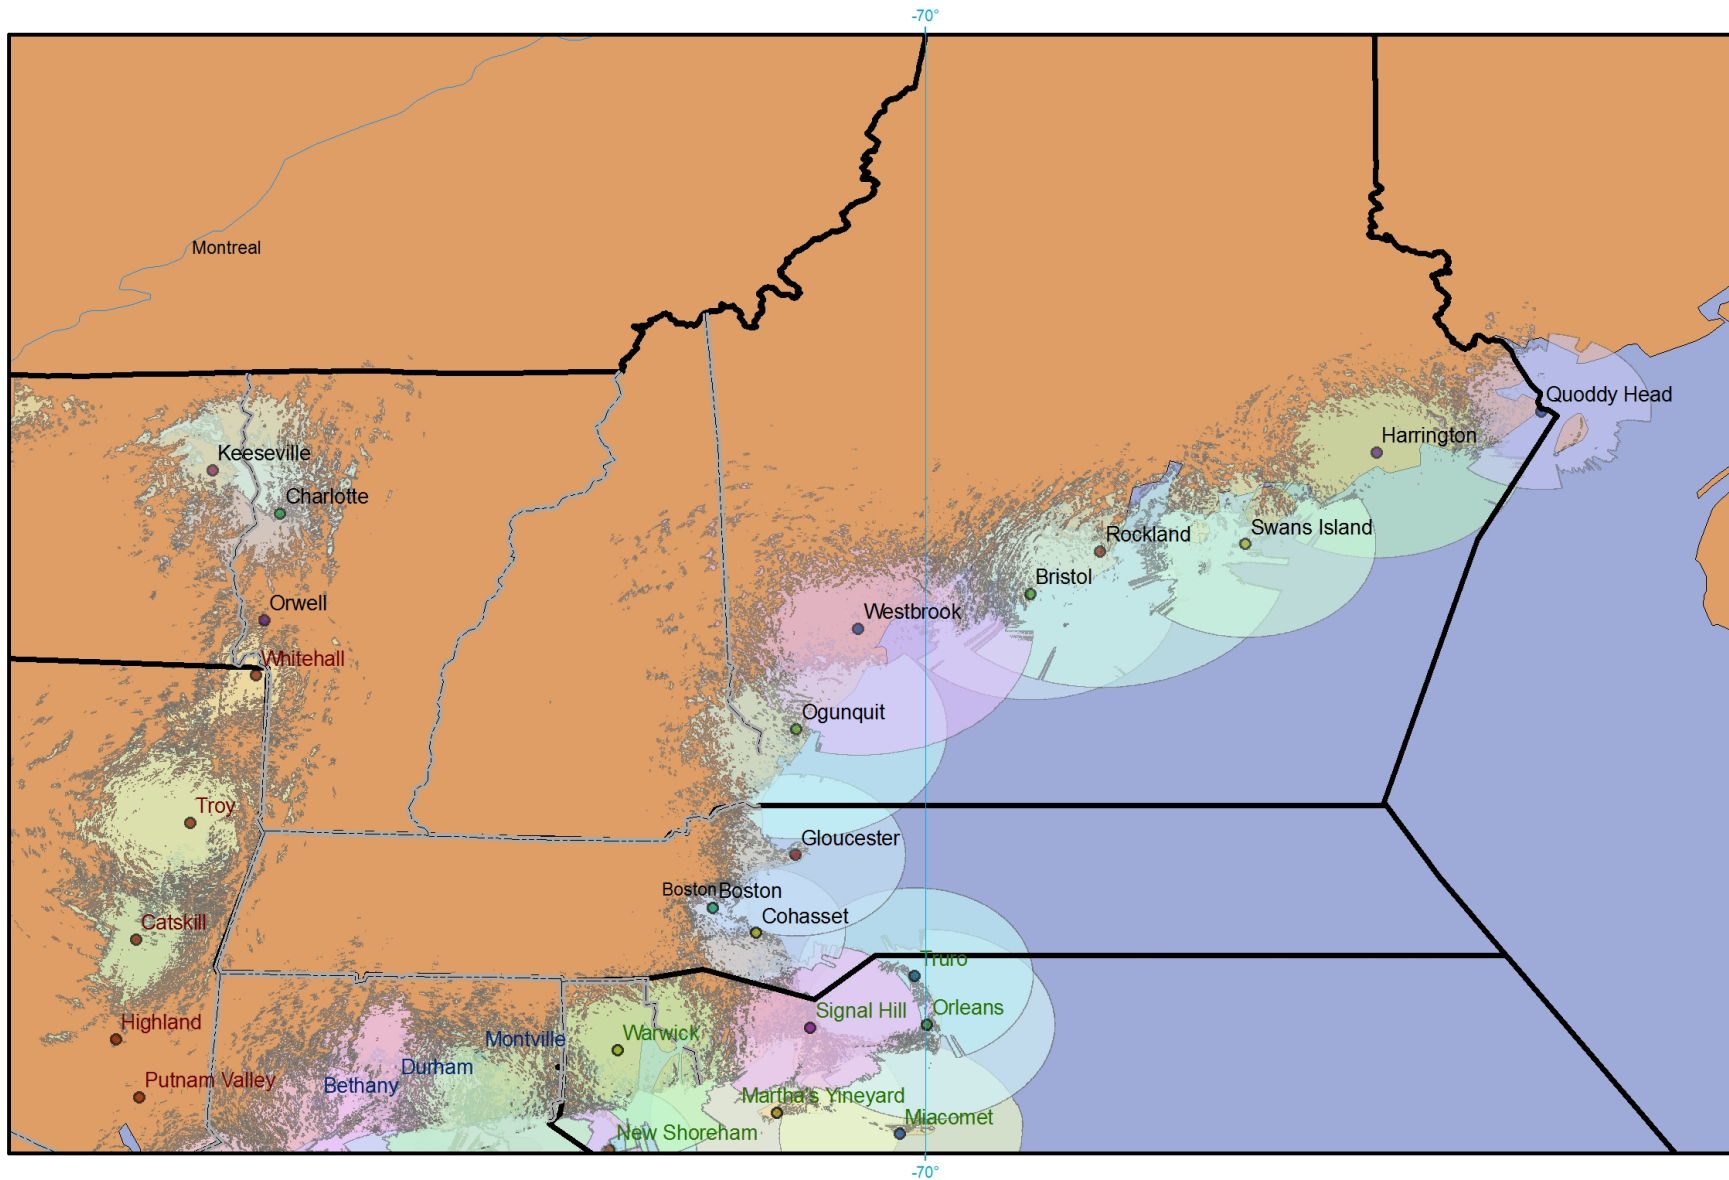 -70°
Montreal
Quoddy Head
Harrington
Keeseville
Charlotte
Swans Island
Rockland
Bristol
Orwell
Westbrook
Whitehall
Ogunquit
Troy
Gloucester
Boston Boston
Cohasset
Catskill
Truro
Orleans
Signal Hill
Highland
Warwick
Montville
Durham
Putnam Valley
Bethany
Martha's Yineyard
Miacomet
New Shoreham
-70°